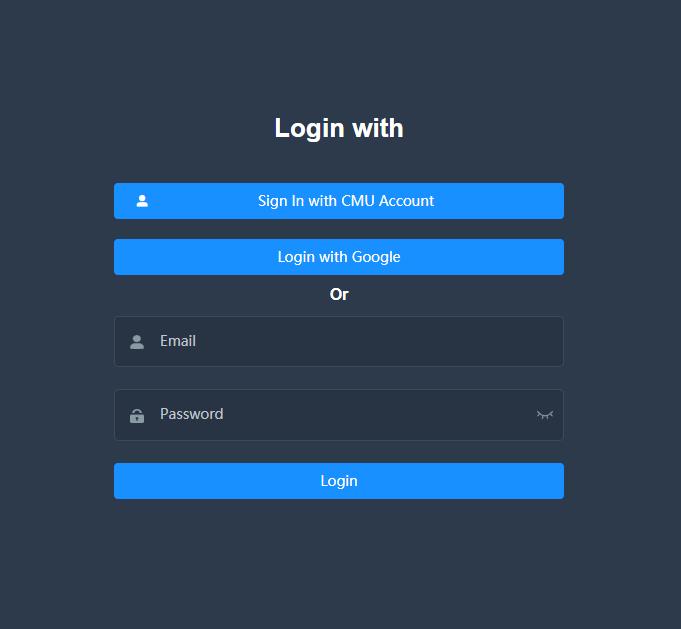 Login with
Sign In with CMU Account
Login with Google
Or
Email
Password
Login